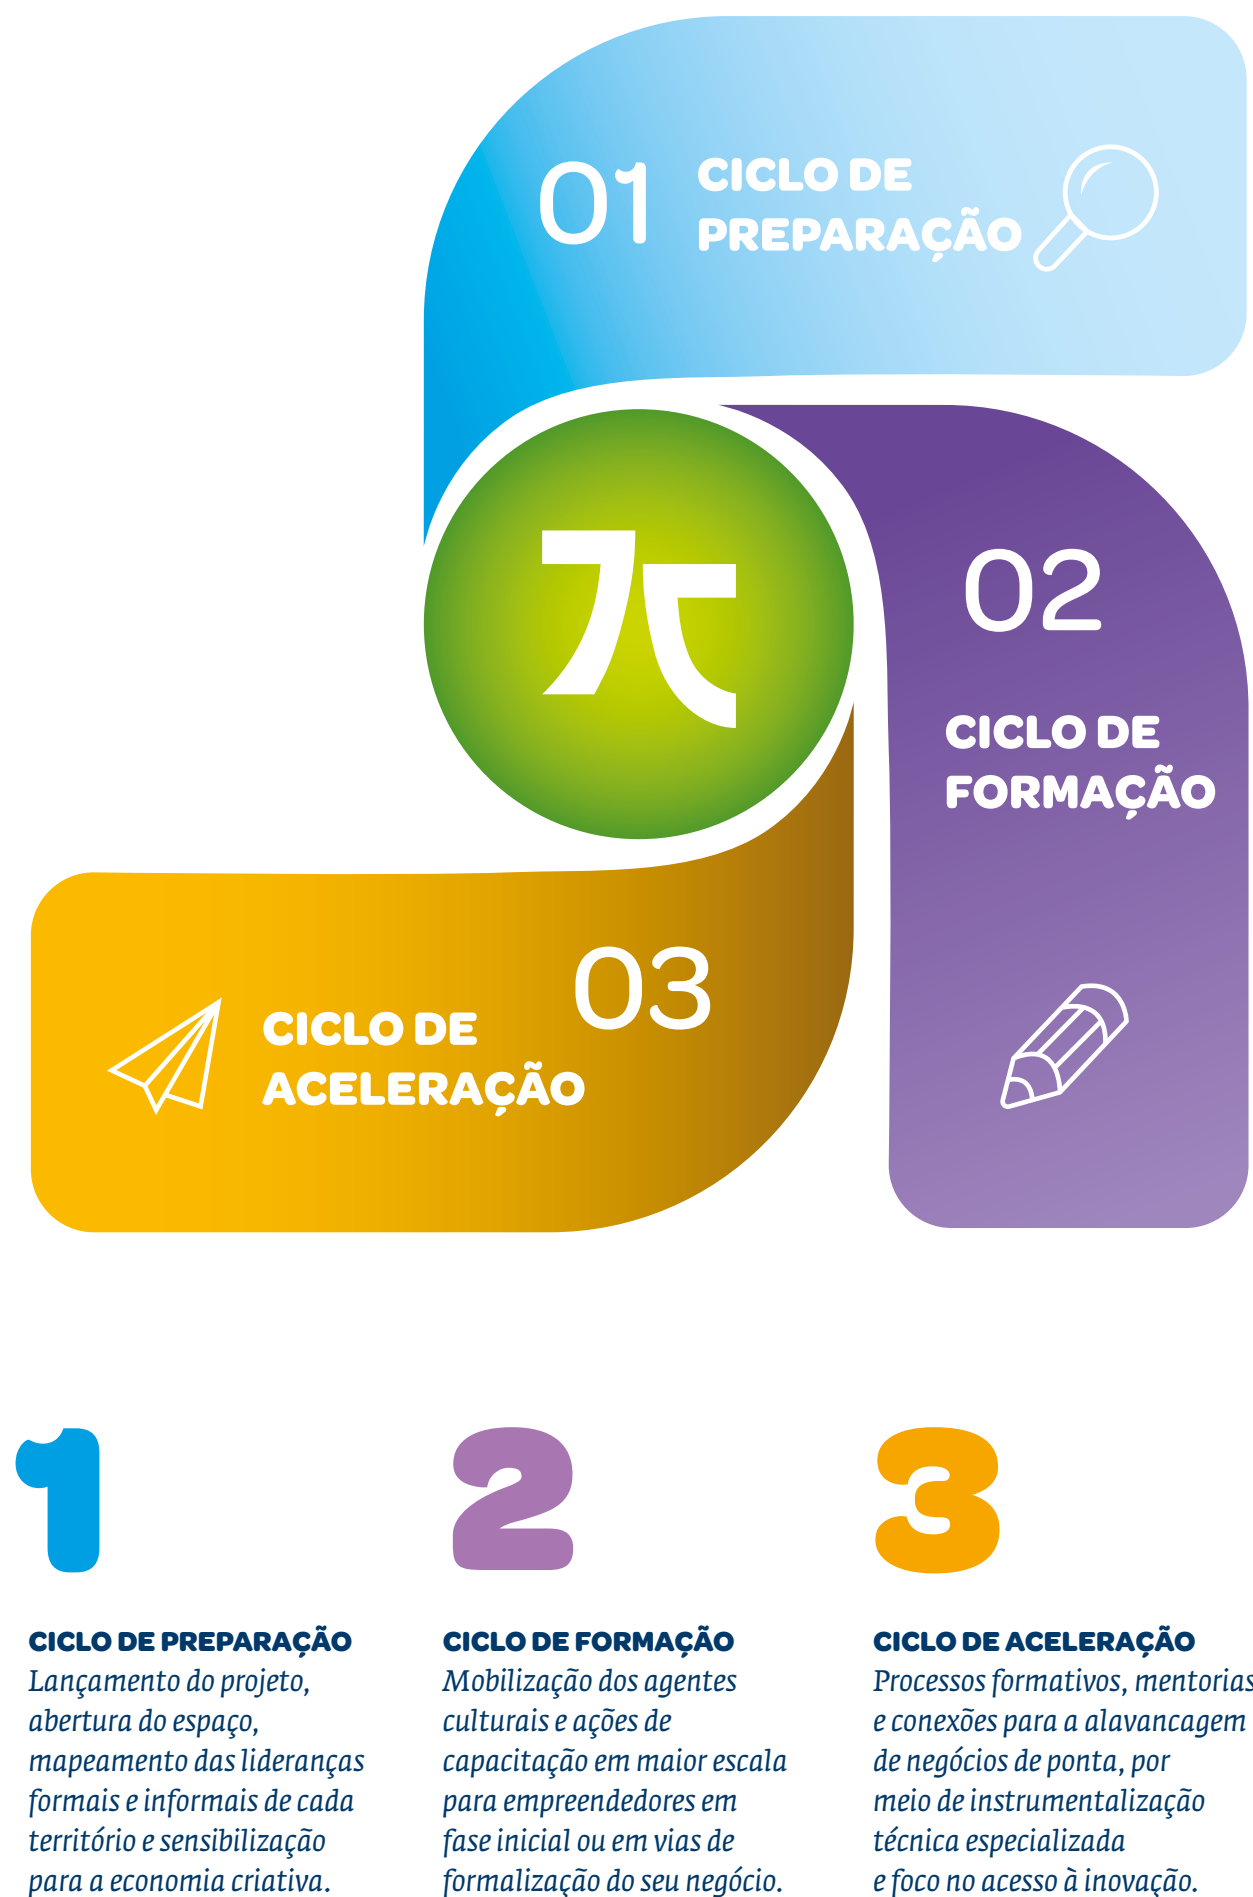 01
CICLO DE
PREPARAÇÃO
02
CICLO DE
FORMAÇÃO
03
CICLO DE
ACELERAÇÃO
1
CICLO DE PREPARAÇÃO
Lançamento do projeto,
abertura do espaço,
mapeamento das lideranças
formais e informais de cada
território e sensibilização
para a economia criativa.
2
CICLO DE FORMAÇÃO
Mobilização dos agentes
culturais e ações de
capacitação em maior escala
para empreendedores em
fase inicial ou em vias de
formalização do seu negócio.
3
CICLO DE ACELERAÇÃO
Processos formativos, mentorias
e conexões para a alavancagem
de negócios de ponta, por
meio de instrumentalização
técnica especializada
e foco no acesso à inovação.